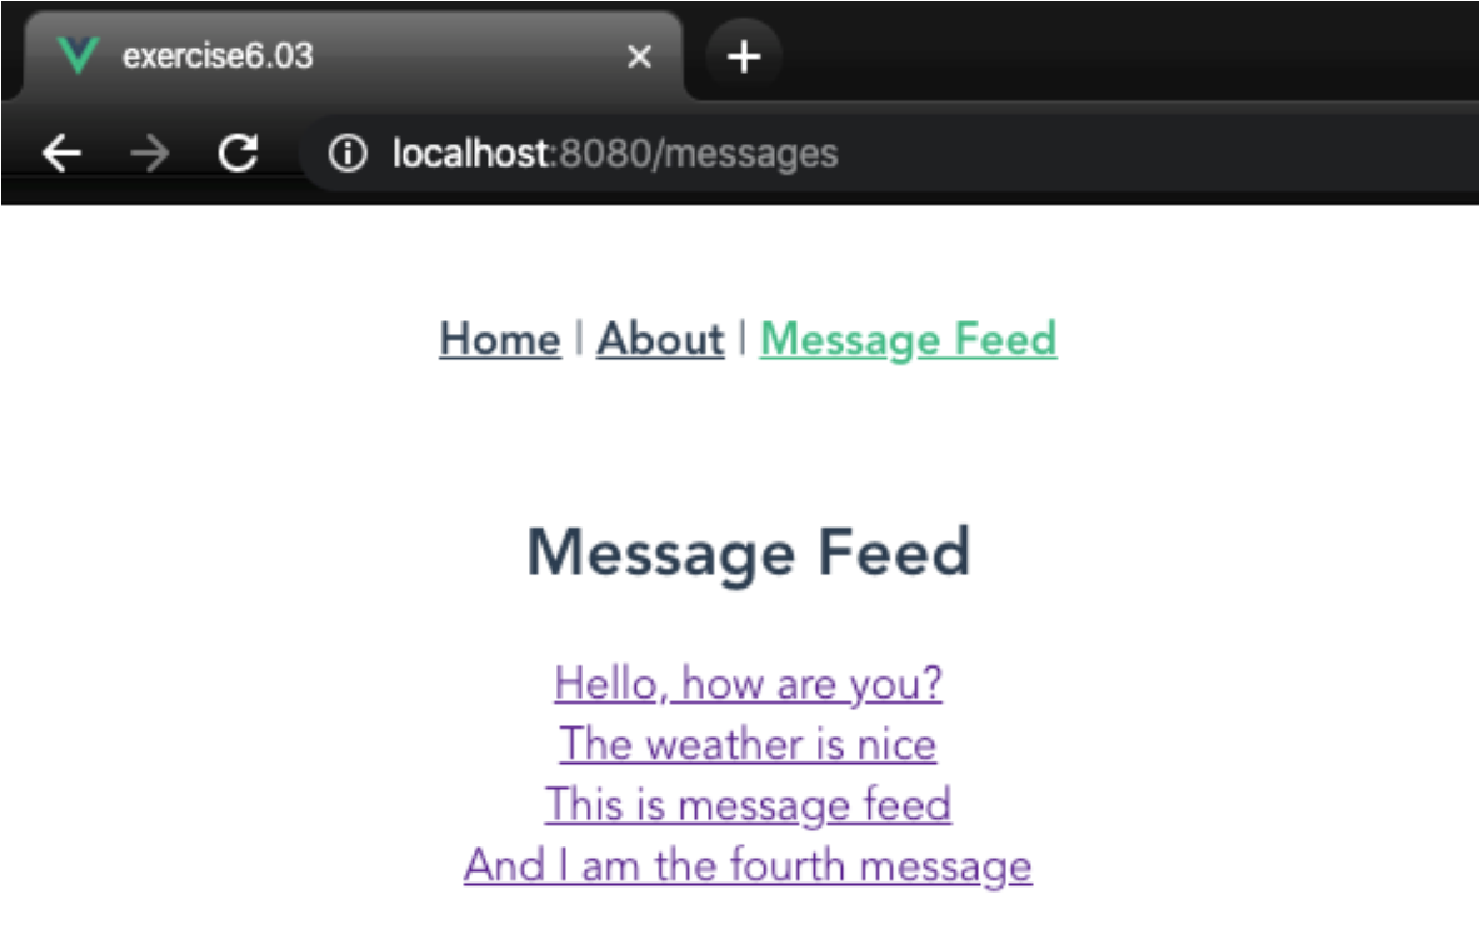 exercise6.03
localhost:8080/messages
Home | About | Message Feed
Message Feed
Hello, how are you?
The weather is nice
This is message feed
And I am the fourth message